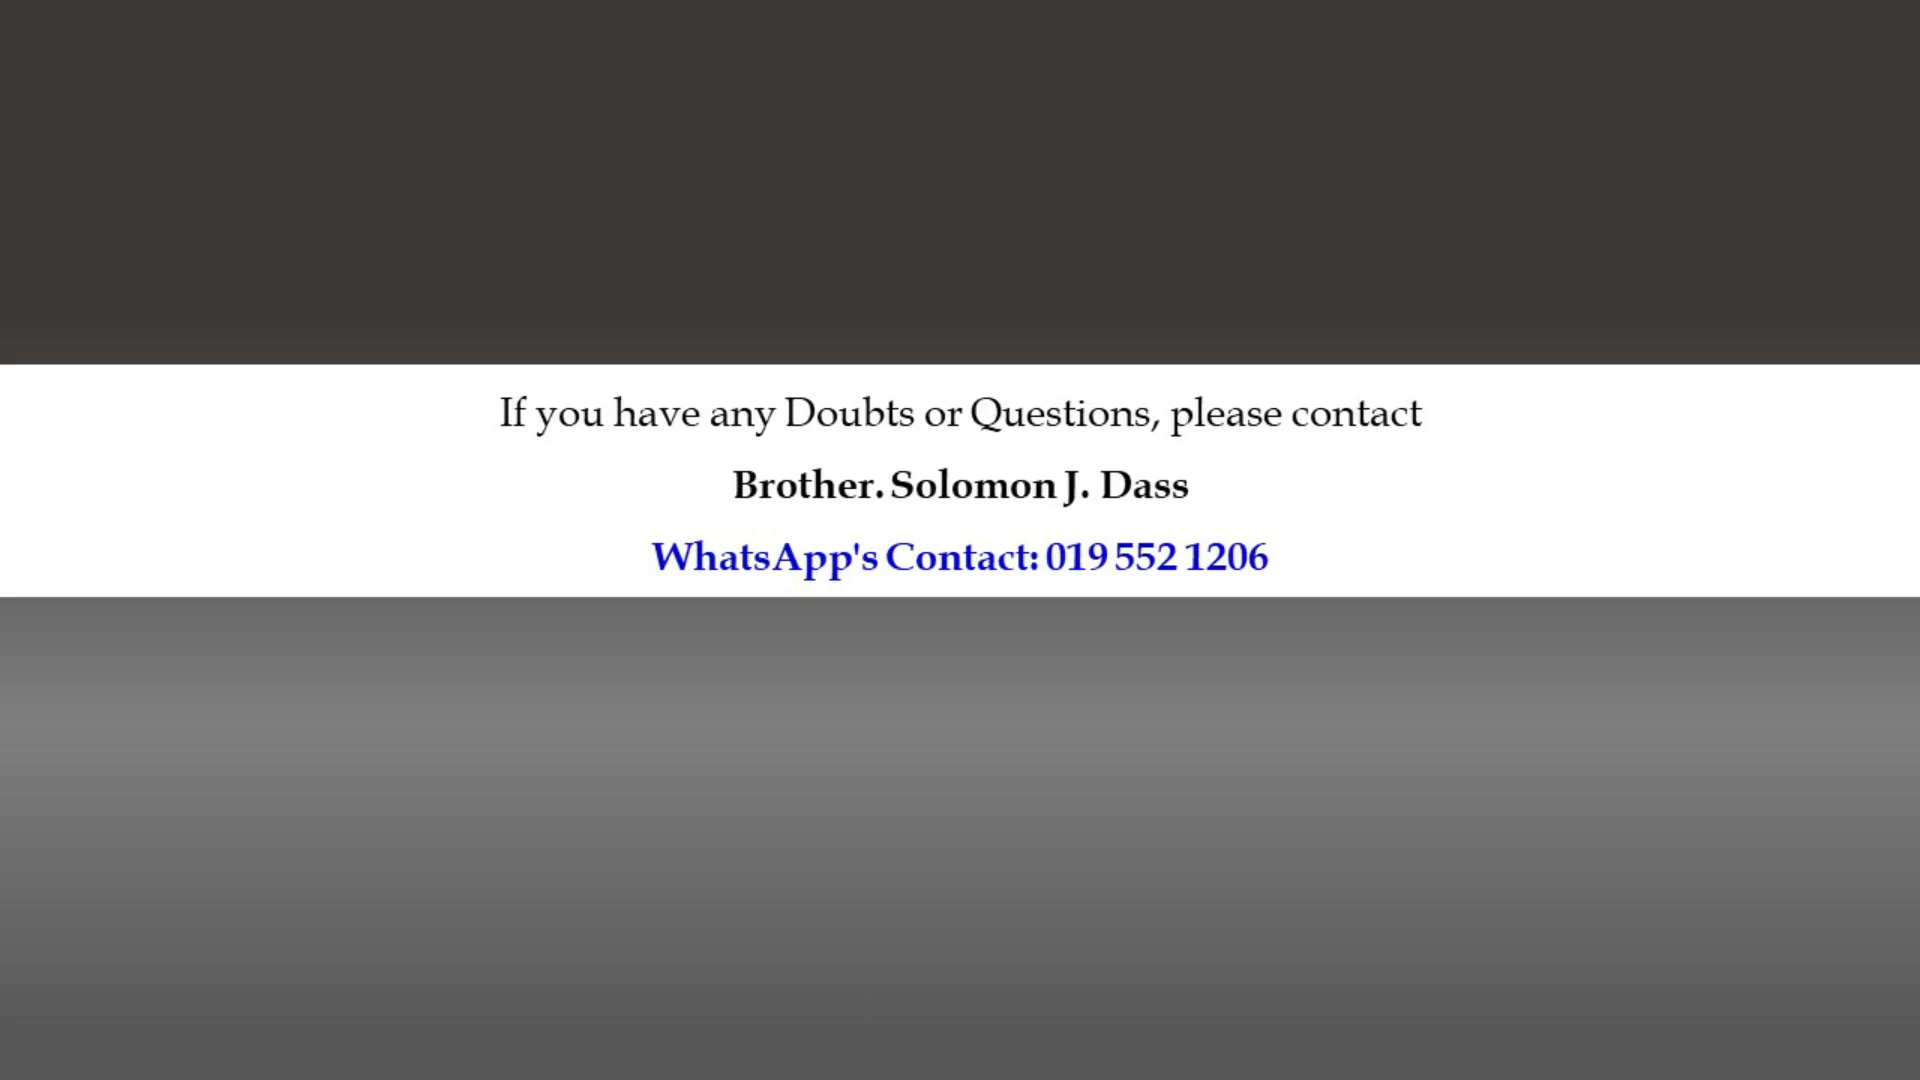 If you have any Doubts or Questions, please contact
Brother. Solomon J. Dass
WhatsApp's Contact: 019 552 1206